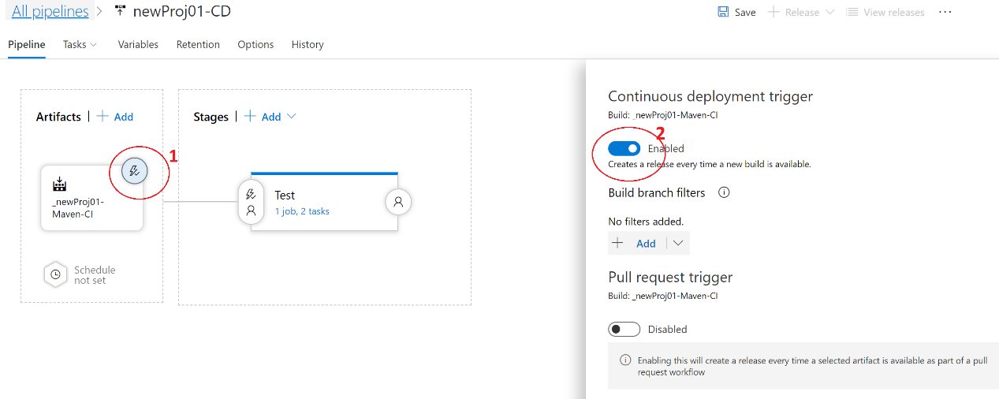 All pipelines > newProj01-CD
Save + Release View releases ...
Pipeline Tasks Variables Retention Options History
Artifacts | + Add
Stages | + Add
1
_newProj01-
Maven-CI
Schedule
not set
Test
1 job, 2 tasks
Continuous deployment trigger
Build: _newProj01-Maven-CI
2
Enabled
Creates a release every time a new build is available.
Build branch filters
No filters added.
+ Add
Pull request trigger
Build: _newProj01-Maven-CI
Disabled
Enabling this will create a release every time a selected artifact is available as part of a pull
request workflow